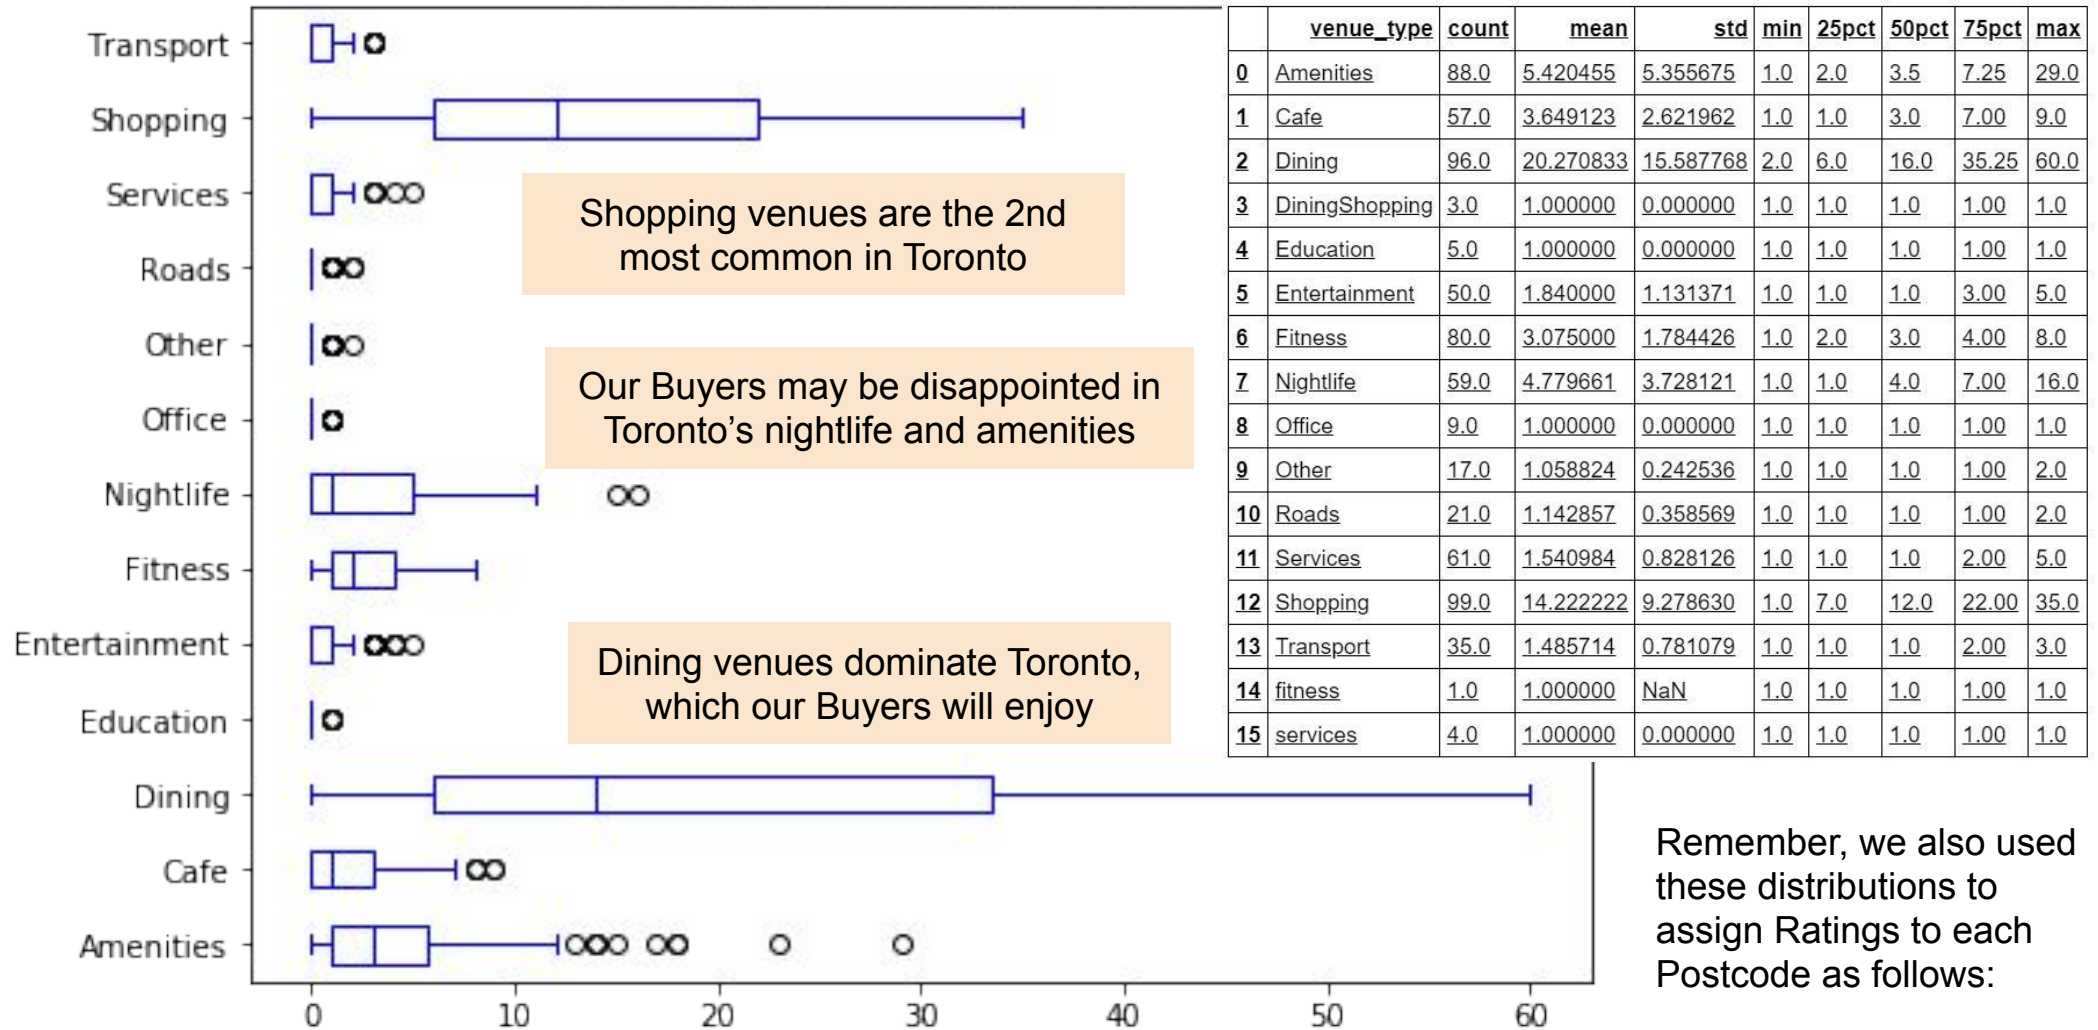 Transport
Shopping
Services
Roads
Other
Office
Nightlife
Fitness
Entertainment
Education
Dining
Cafe
Amenities
0 10 20 30 40 50 60
Shopping venues are the 2nd
most common in Toronto
Our Buyers may be disappointed in
Toronto’s nightlife and amenities
Dining venues dominate Toronto,
which our Buyers will enjoy
venue_type count mean std min 25pct 50pct 75pct max
0 Amenities 88.0 5.420455 5.355675 1.0 2.0 3.5 7.25 29.0
1 Cafe 57.0 3.649123 2.621962 1.0 1.0 3.0 7.00 9.0
2 Dining 96.0 20.270833 15.587768 2.0 6.0 16.0 35.25 60.0
3 DiningShopping 3.0 1.000000 0.000000 1.0 1.0 1.0 1.00 1.0
4 Education 5.0 1.000000 0.000000 1.0 1.0 1.0 1.00 1.0
5 Entertainment 50.0 1.840000 1.131371 1.0 1.0 1.0 3.00 5.0
6 Fitness 80.0 3.075000 1.784426 1.0 2.0 3.0 4.00 8.0
7 Nightlife 59.0 4.779661 3.728121 1.0 1.0 4.0 7.00 16.0
8 Office 9.0 1.000000 0.000000 1.0 1.0 1.0 1.00 1.0
9 Other 17.0 1.058824 0.242536 1.0 1.0 1.0 1.00 2.0
10 Roads 21.0 1.142857 0.358569 1.0 1.0 1.0 1.00 2.0
11 Services 61.0 1.540984 0.828126 1.0 1.0 1.0 2.00 5.0
12 Shopping 99.0 14.222222 9.278630 1.0 7.0 12.0 22.00 35.0
13 Transport 35.0 1.485714 0.781079 1.0 1.0 1.0 2.00 3.0
14 fitness 1.0 1.000000 NaN 1.0 1.0 1.0 1.00 1.0
15 services 4.0 1.000000 0.000000 1.0 1.0 1.0 1.00 1.0
Remember, we also used
these distributions to
assign Ratings to each
Postcode as follows: